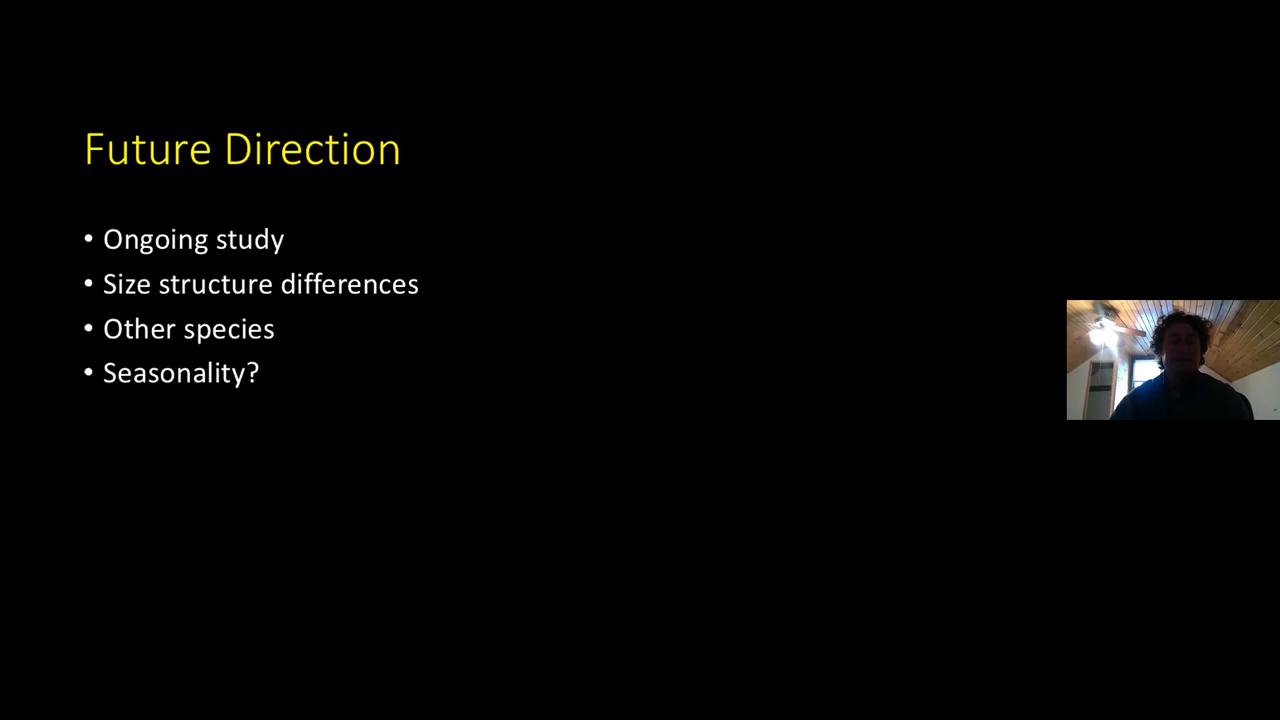 Future Direction
• Ongoing study
• Size structure differences
• Other species
• Seasonality?